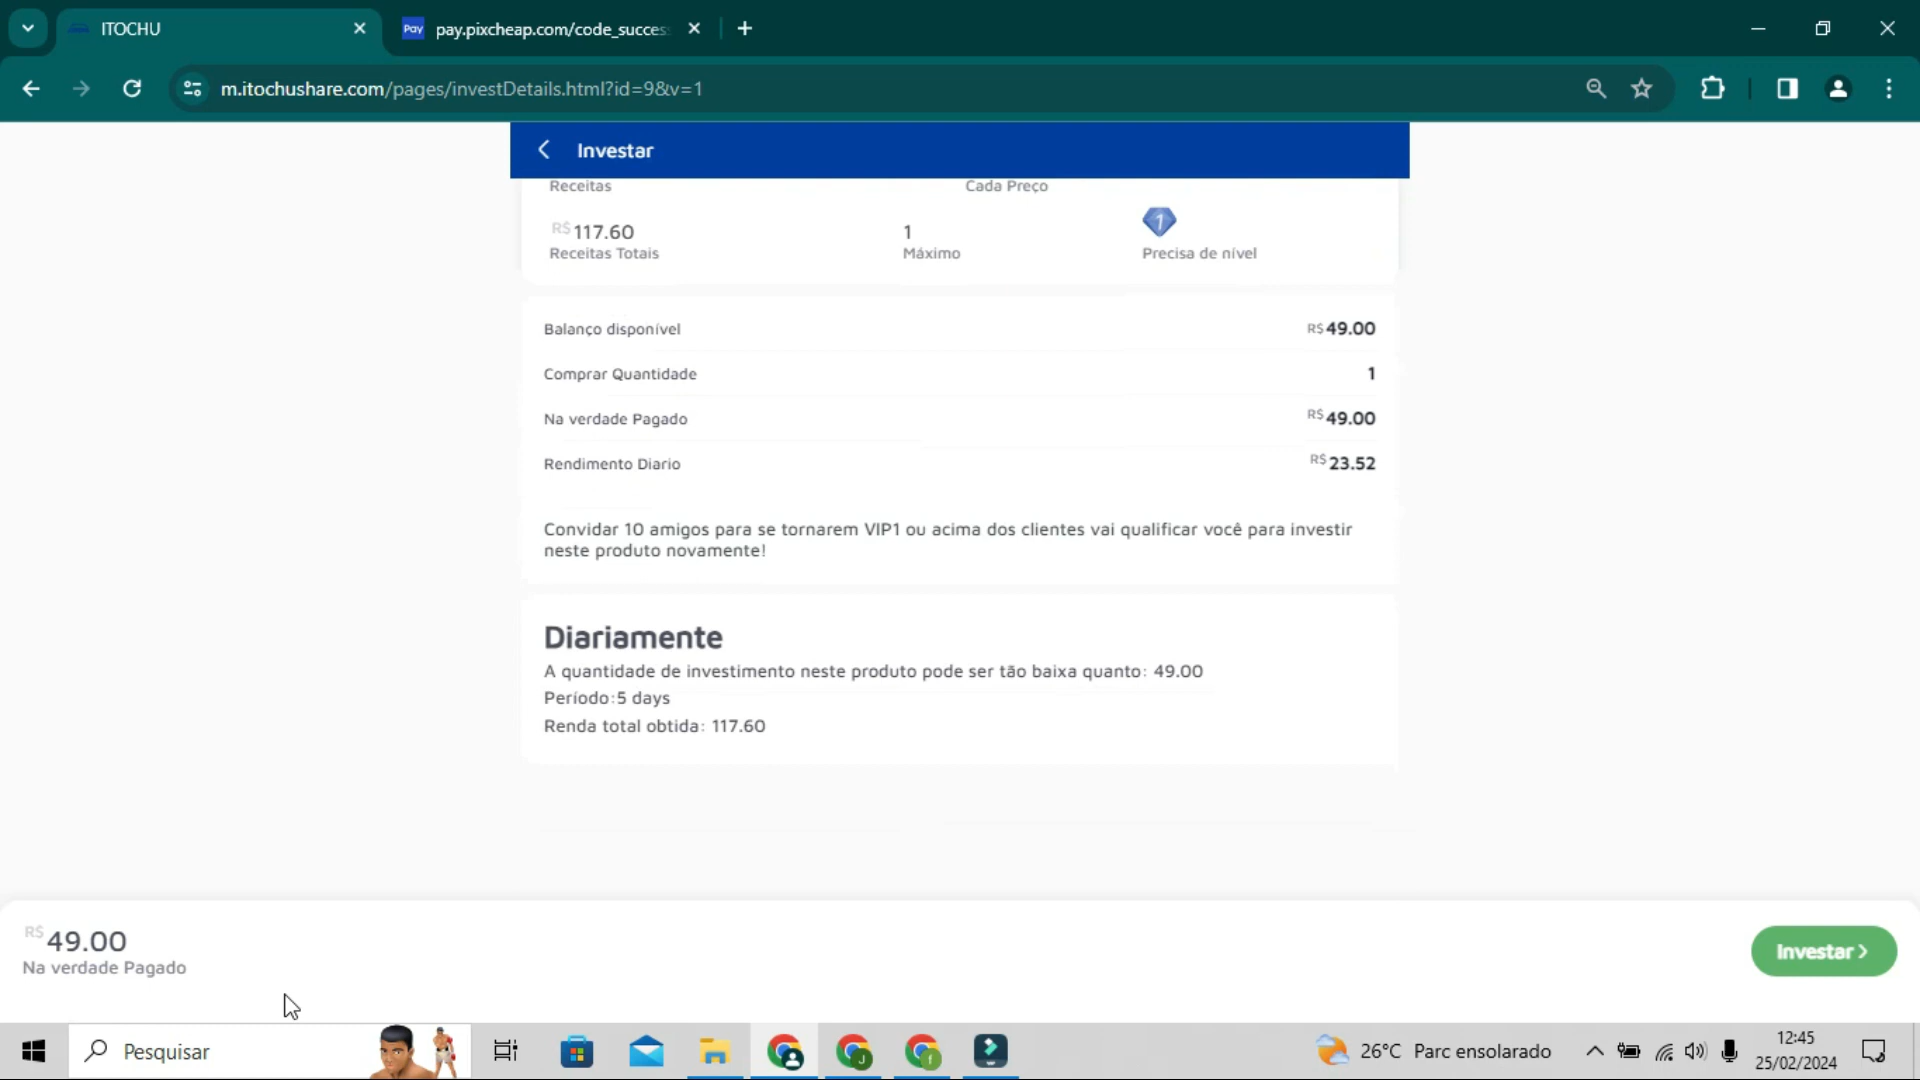 ITOCHU
Pay pay.pixcheap.com/code_succes
m.itochushare.com/pages/investDetails.html?id=9&v=1
Investar
Receitas Cada Preço
R$ 117.60 1 1
Receitas Totais Máximo Precisa de nível
Balanço disponível R$ 49.00
Comprar Quantidade 1
Na verdade Pagado R$ 49.00
Rendimento Diario R$ 23.52
Convidar 10 amigos para se tornarem VIP1 ou acima dos clientes vai qualificar você para investir
neste produto novamente!
Diariamente
A quantidade de investimento neste produto pode ser tão baixa quanto: 49.00
Período:5 days
Renda total obtida: 117.60
R$ 49.00
Na verdade Pagado
Investar >
Pesquisar
J
f
26°C Parc ensolarado
12:45
25/02/2024